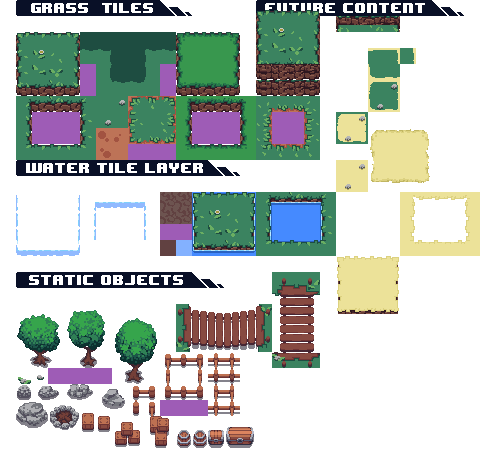 GRASS TILES
FUTURE CONTENT
WATER TILE LAYER
STATIC OBJECTS